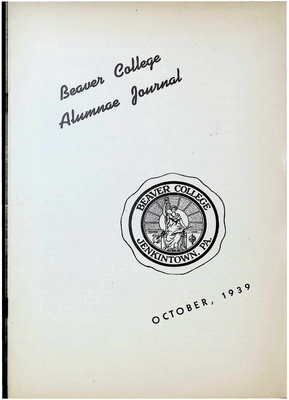 Beaver College
Alumnae Journal
BEAVER COLLEGE
JENKINTOWN, PA.
OCTOBER, 1939